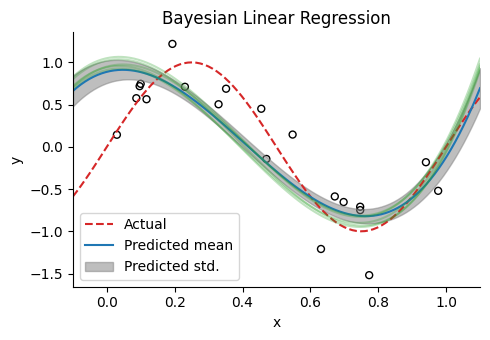 Bayesian Linear Regression
y
1.0
0.5
0.0
−0.5
−1.0
−1.5
Actual
Predicted mean
Predicted std.
0.0 0.2 0.4 0.6 0.8 1.0
x